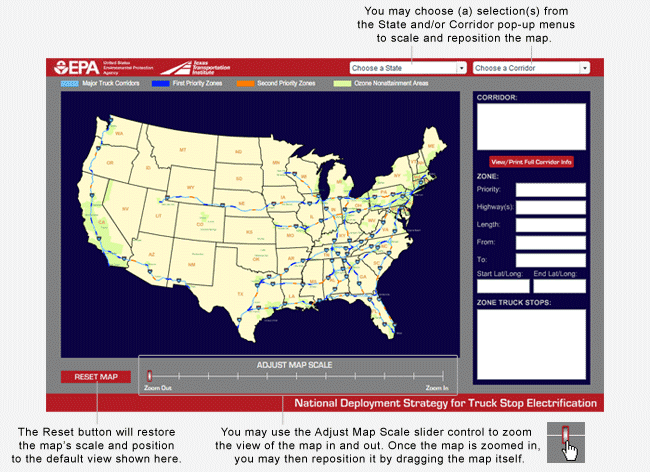 You may choose (a) selection(s) from
the State and/or Corridor pop-up menus
to scale and reposition the map.
EPA
United States
Environmental Protection
Agency
Texas
Transportation
Institute
Choose a State
Choose a Corridor
Major Truck Corridors
First Priority Zones
Second Priority Zones
Ozone Nonattainment Areas
CORRIDOR:
View/Print Full Corridor Info
ZONE:
Priority:
Highway(s):
Length:
From:
To:
Start Lat/Long:
End Lat/Long:
ZONE TRUCK STOPS:
WA
OR
CA
NV
ID
MT
WY
UT
CO
AZ
NM
ND
SD
NE
KS
OK
TX
MN
IA
MO
AR
LA
WI
IL
MI
IN
OH
KY
TN
AL
GA
SC
VA
NY
ME
RESET MAP
ADJUST MAP SCALE
Zoom Out
Zoom In
National Deployment Strategy for Truck Stop Electrification
The Reset button will restore
the map's scale and position
to the default view shown here.
You may use the Adjust Map Scale slider control to zoom
the view of the map in and out. Once the map is zoomed in,
you may then reposition it by dragging the map itself.